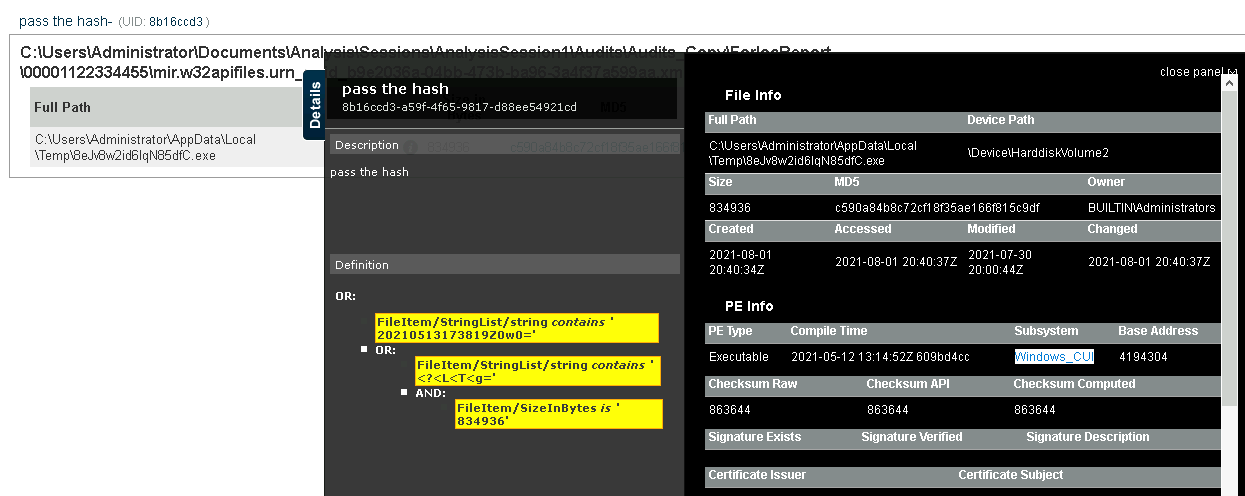 pass the hash- (UID: 8b16ccd3 )
C:\Users\Administrator\Documents\Analysis\Sessions\AnalysisSession1\Audits\Audits_Copy\ForIocReport
\00001122334455\mir.w32apifiles.urn_
Full Path
MD5
C:\Users\Administrator\AppData\Local
\Temp\8eJv8w2id6IqN85dfC.exe
Details
pass the hash
8b16ccd3-a59f-4f65-9817-d88ee54921cd
Description
pass the hash
Definition
OR:
FileItem/StringList/string contains '
20210513173819Z0w0='
OR:
FileItem/StringList/string contains '
<?<L<T<g='
AND:
FileItem/SizeInBytes is '
834936'
close panel
File Info
Full Path Device Path
C:\Users\Administrator\AppData\Local
\Temp\8eJv8w2id6IqN85dfC.exe
\Device\HarddiskVolume2
Size MD5 Owner
834936 c590a84b8c72cf18f35ae166f815c9df BUILTIN\Administrators
Created Accessed Modified Changed
2021-08-01
20:40:34Z
2021-08-01 20:40:37Z
2021-07-30
20:00:44Z
2021-08-01 20:40:37Z
PE Info
PE Type Compile Time Subsystem Base Address
Executable 2021-05-12 13:14:52Z 609bd4cc Windows_CUI 4194304
Checksum Raw Checksum API Checksum Computed
863644 863644 863644
Signature Exists Signature Verified Signature Description
Certificate Issuer Certificate Subject